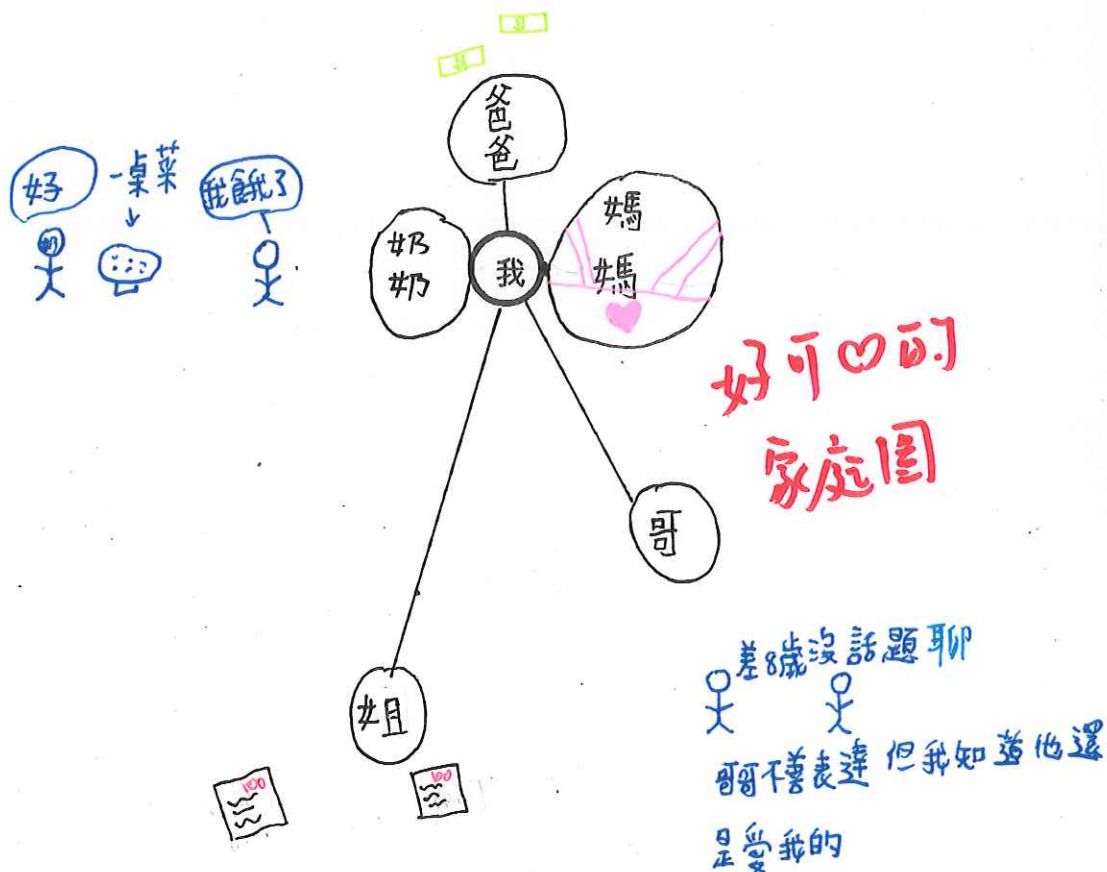 爸爸
好
一桌菜
我餓了
奶
奶奶
我
媽媽
好可♡的
家庭圖
哥
差8歲沒話題聊
哥哥不善表達 但我知道他還
是愛我的
姐
100
60